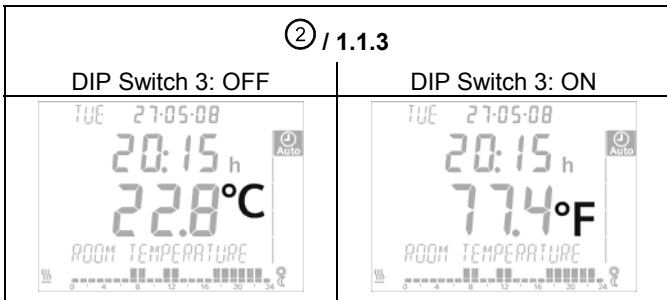 ② / 1.1.3
DIP Switch 3: OFF
DIP Switch 3: ON
TUE 27-05-08
20:15 h
Auto
22.8°C
ROOM TEMPERATURE
0 4 8 12 16 20 24
TUE 27-05-08
20:15 h
Auto
77.4°F
ROOM TEMPERATURE
0 4 8 12 16 20 24